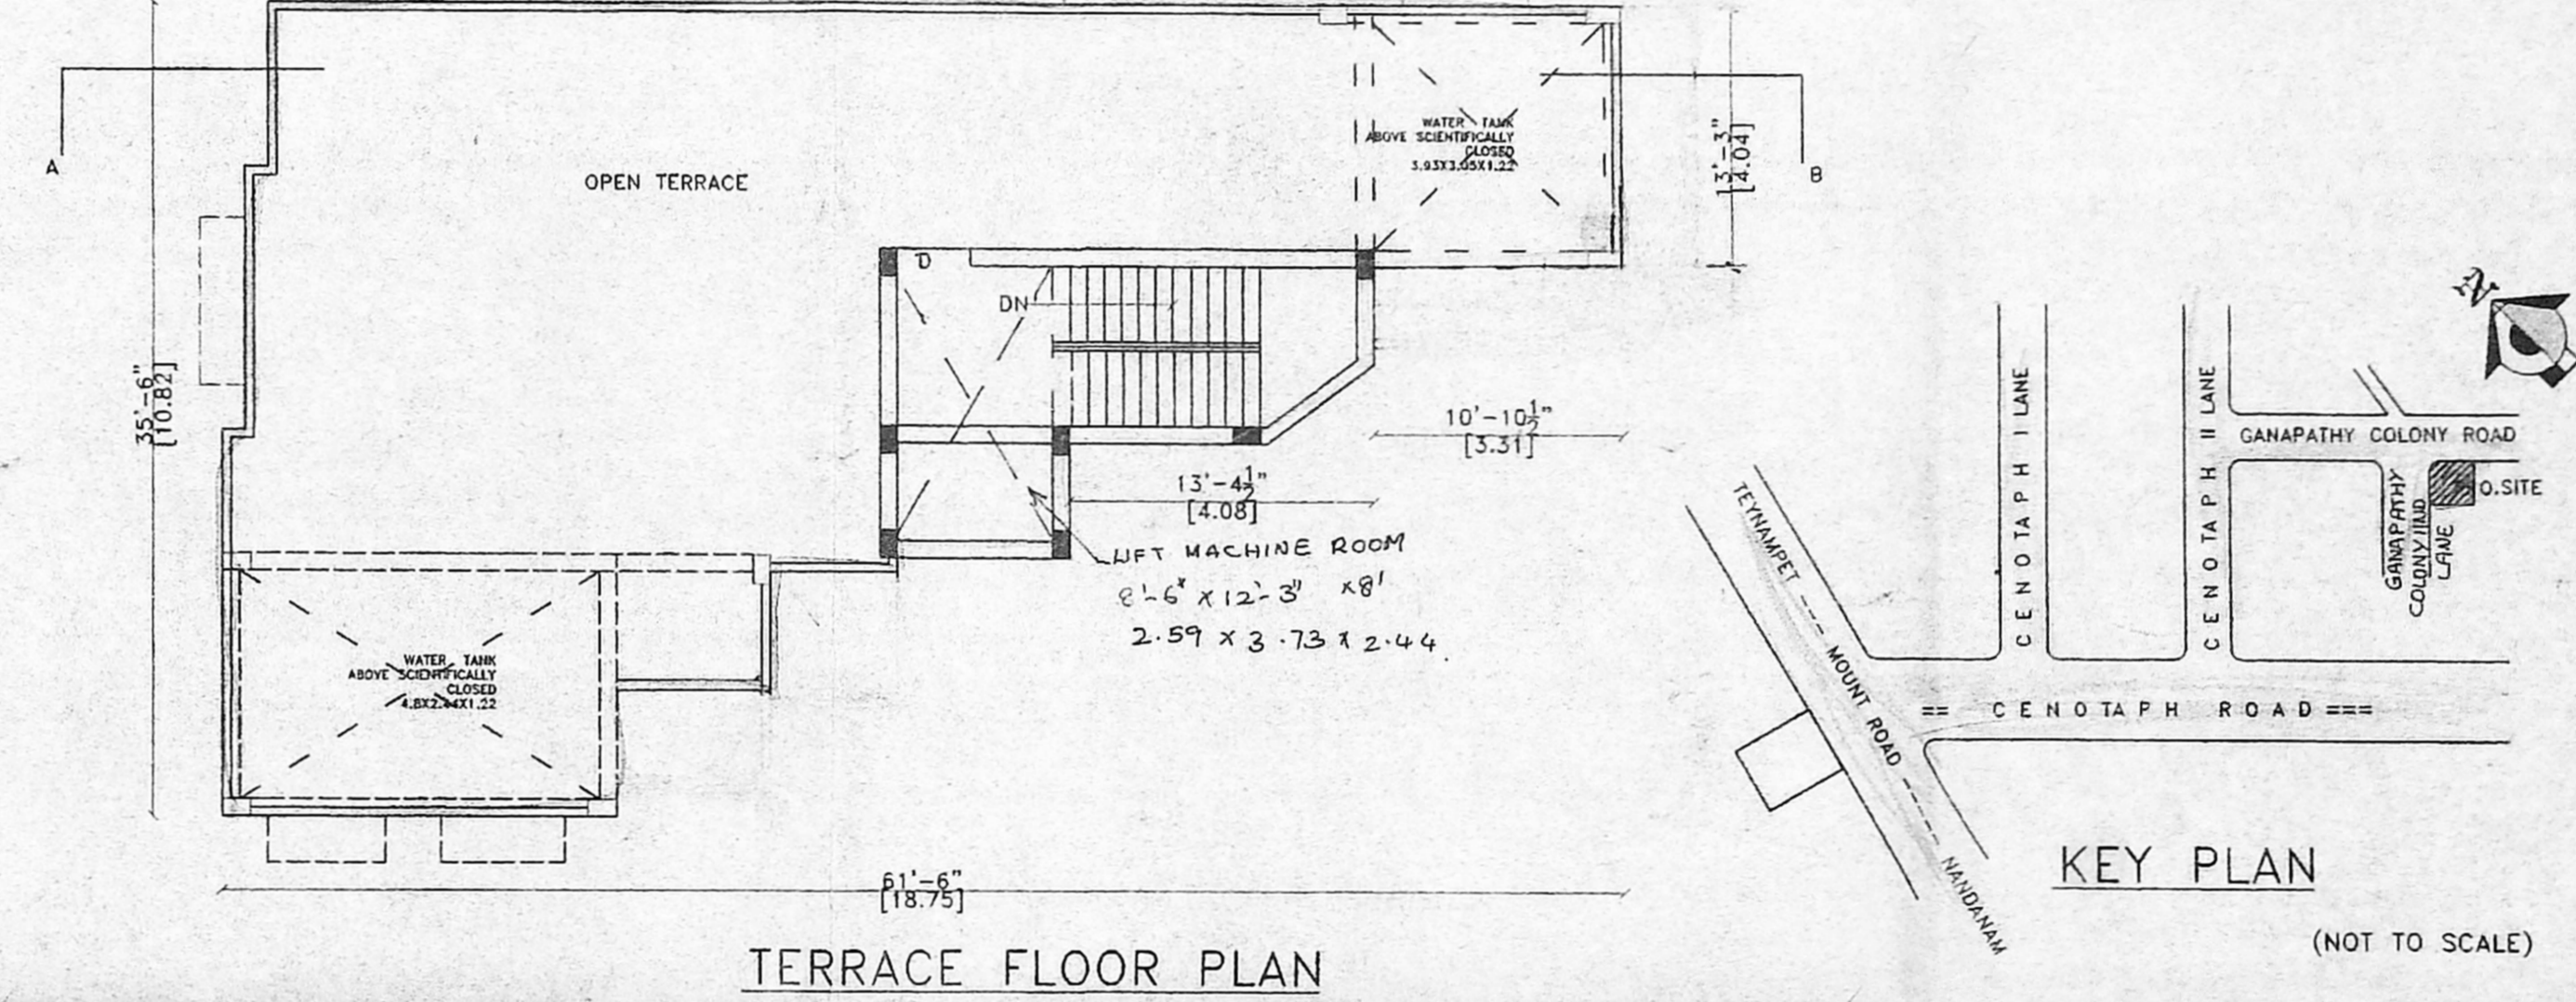 A
OPEN TERRACE
WATER TANK
ABOVE SCIENTIFICALLY
CLOSED
3.93X3.05X1.22
13'-3"
[4.04]
B
D
DN
35'-6"
[10.82]
10'-10½"
[3.31]
13'-4½"
[4.08]
LIFT MACHINE ROOM
8'-6" x 12'-3" x 8'
2.59 x 3.73 x 2.44
WATER TANK
ABOVE SCIENTIFICALLY
CLOSED
4.8X2.44X1.22
61'-6"
[18.75]
TERRACE FLOOR PLAN
N
CENOTAPH I LANE
CENOTAPH II LANE
GANAPATHY COLONY ROAD
GANAPATHY
COLONY IIND
LANE
O.SITE
TEYNAMPET --- MOUNT ROAD ------ NANDANAM
== CENOTAPH ROAD ===
KEY PLAN
(NOT TO SCALE)